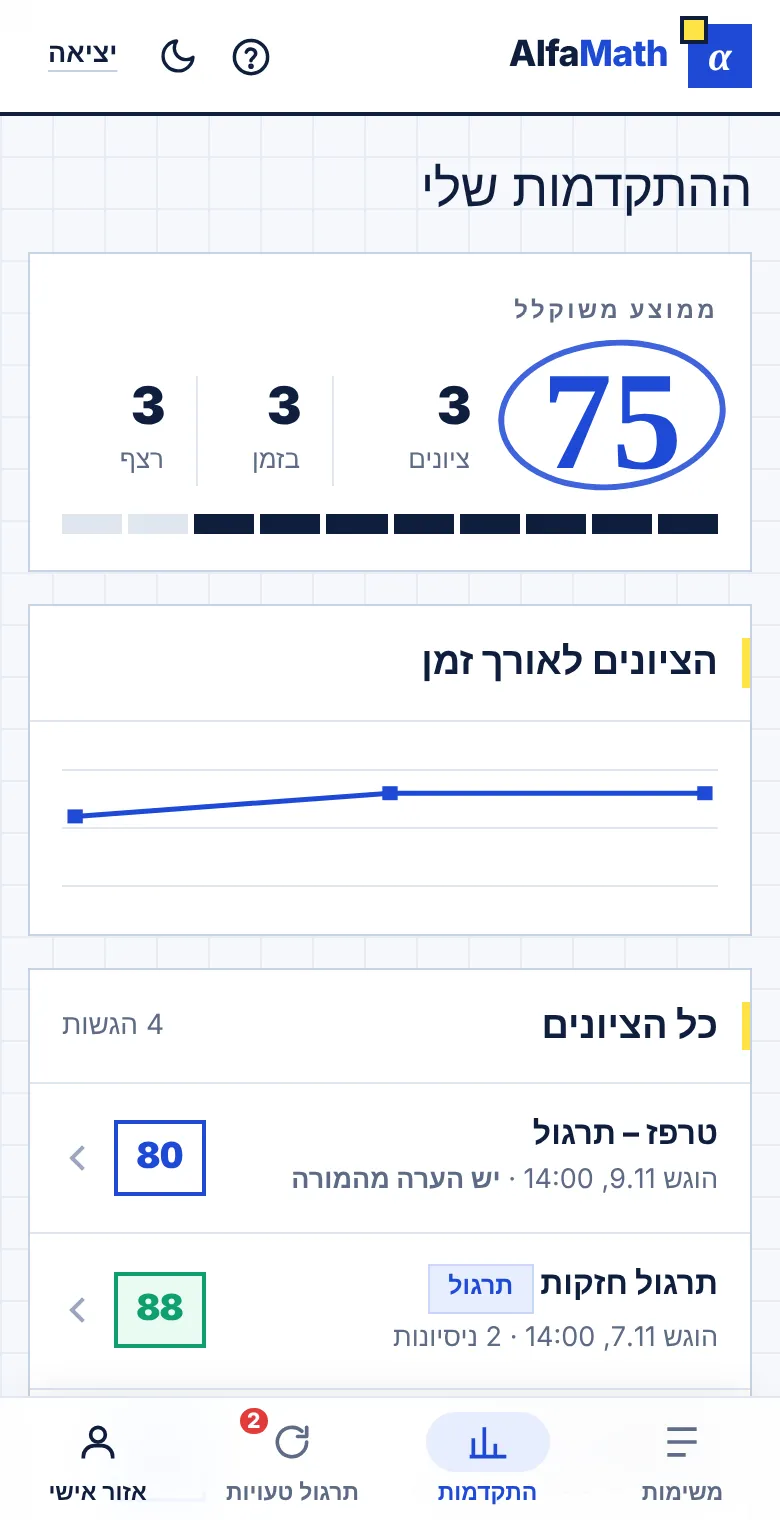 α AlfaMath יציאה
ההתקדמות שלי
ממוצע משוקלל
75
3 ציונים
3 בזמן
3 רצף
הציונים לאורך זמן
כל הציונים
4 הגשות
טרפז – תרגול
הוגש 9.11, 14:00 · יש הערה מהמורה
80
תרגול חזקות תרגול
הוגש 7.11, 14:00 · 2 ניסיונות
88
משימות
התקדמות
2
תרגול טעויות
אזור אישי